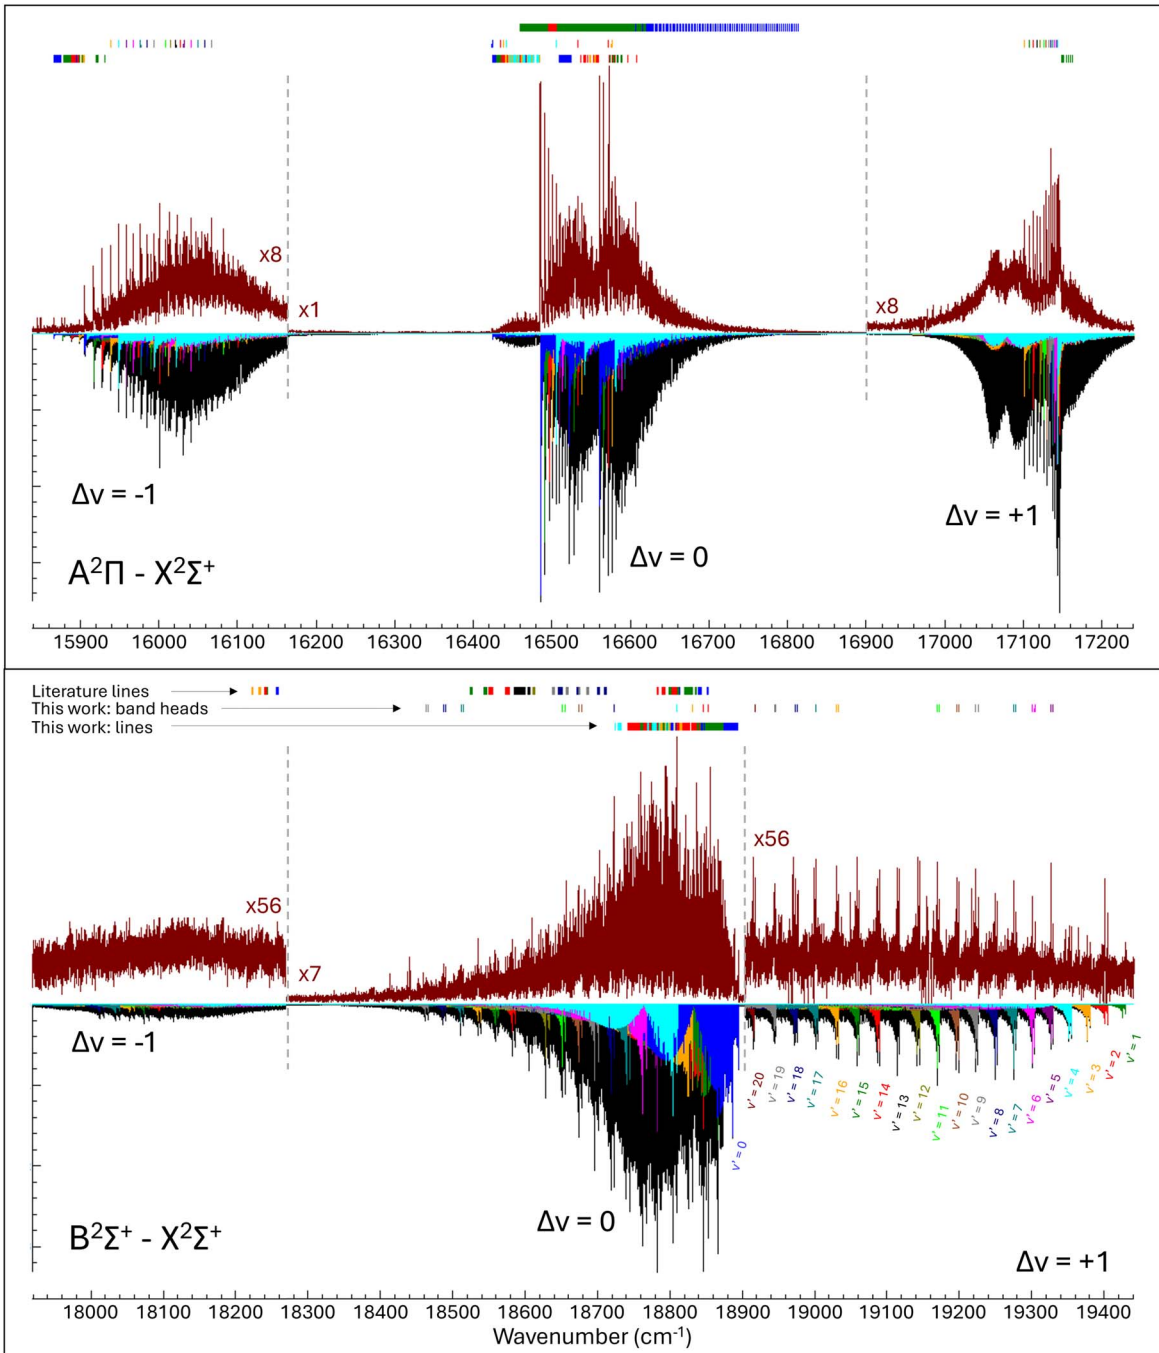 x8
x1
x8
Δv = -1
Δv = 0
Δv = +1
A²Π - X²Σ⁺
15900 16000 16100 16200 16300 16400 16500 16600 16700 16800 16900 17000 17100 17200
Literature lines
This work: band heads
This work: lines
x56
x7
x56
Δv = -1
v' = 20
v' = 19
v' = 18
v' = 17
v' = 16
v' = 15
v' = 14
v' = 13
v' = 12
v' = 11
v' = 10
v' = 9
v' = 8
v' = 7
v' = 6
v' = 5
v' = 4
v' = 3
v' = 2
v' = 1
v' = 0
Δv = 0
B²Σ⁺ - X²Σ⁺
Δv = +1
18000 18100 18200 18300 18400 18500 18600 18700 18800 18900 19000 19100 19200 19300 19400
Wavenumber (cm⁻¹)